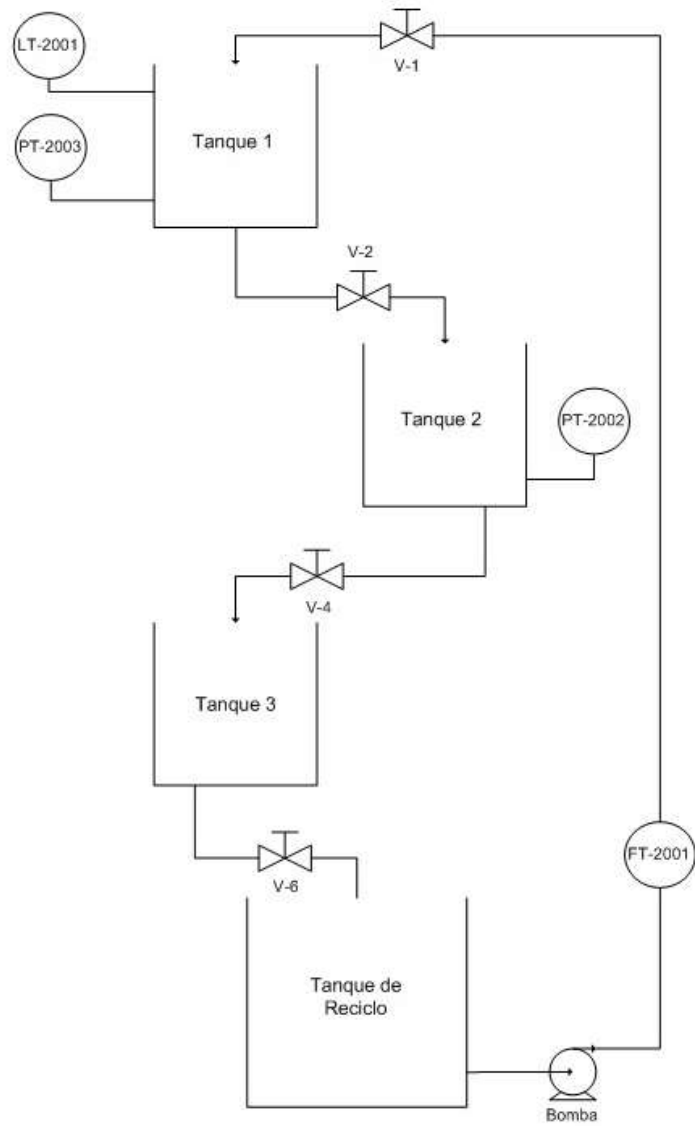 LT-2001
V-1
PT-2003
Tanque 1
V-2
Tanque 2
PT-2002
V-4
Tanque 3
FT-2001
V-6
Tanque de
Reciclo
Bomba